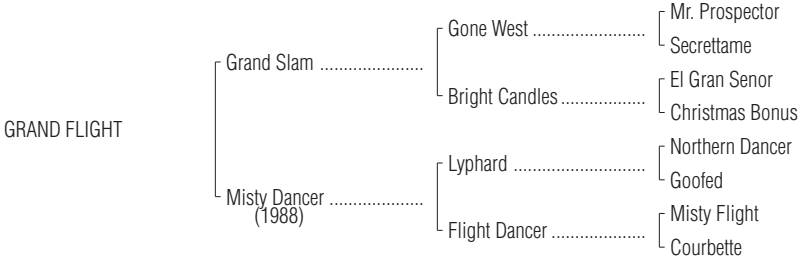 Mr. Prospector
Gone West ........................
Secrettame
Grand Slam ......................
El Gran Senor
Bright Candles..................
Christmas Bonus
GRAND FLIGHT
Northern Dancer
Lyphard ............................
Goofed
Misty Dancer ....................
(1988)
Misty Flight
Flight Dancer ....................
Courbette